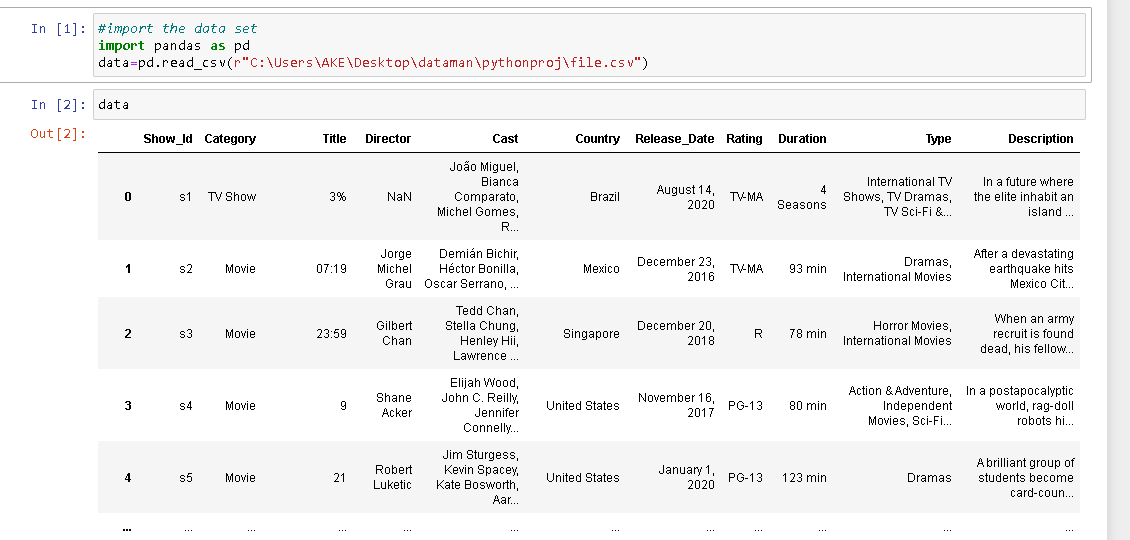 In [1]: #import the data set
import pandas as pd
data=pd.read_csv(r"C:\Users\AKE\Desktop\dataman\pythonproj\file.csv")
In [2]: data
Out[2]:
Show_Id Category Title Director Cast Country Release_Date Rating Duration Type Description
0 s1 TV Show 3% NaN João Miguel, Bianca Comparato, Michel Gomes, R... Brazil August 14, 2020 TV-MA 4 Seasons International TV Shows, TV Dramas, TV Sci-Fi &... In a future where the elite inhabit an island ...
1 s2 Movie 07:19 Jorge Michel Grau Demián Bichir, Héctor Bonilla, Oscar Serrano, ... Mexico December 23, 2016 TV-MA 93 min Dramas, International Movies After a devastating earthquake hits Mexico Cit...
2 s3 Movie 23:59 Gilbert Chan Tedd Chan, Stella Chung, Henley Hii, Lawrence ... Singapore December 20, 2018 R 78 min Horror Movies, International Movies When an army recruit is found dead, his fellow...
3 s4 Movie 9 Shane Acker Elijah Wood, John C. Reilly, Jennifer Connelly... United States November 16, 2017 PG-13 80 min Action & Adventure, Independent Movies, Sci-Fi... In a postapocalyptic world, rag-doll robots hi...
4 s5 Movie 21 Robert Luketic Jim Sturgess, Kevin Spacey, Kate Bosworth, Aar... United States January 1, 2020 PG-13 123 min Dramas A brilliant group of students become card-coun...
... ... ... ... ... ... ... ... ... ... ... ...